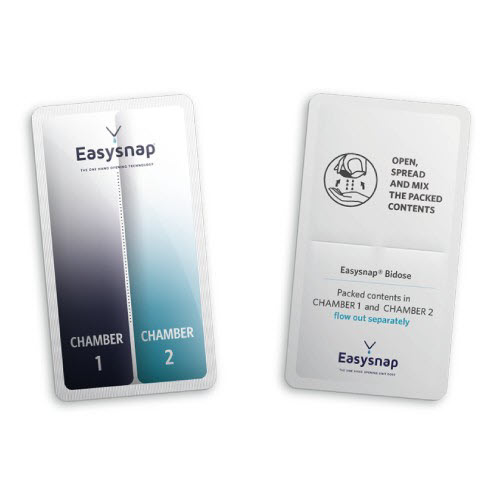 Easysnap
THE ONE HAND OPENING TECHNOLOGY
CHAMBER
1
CHAMBER
2
OPEN,
SPREAD
AND MIX
THE PACKED
CONTENTS
Easysnap® Bidose
Packed contents in
CHAMBER 1 and CHAMBER 2
flow out separately
Easysnap